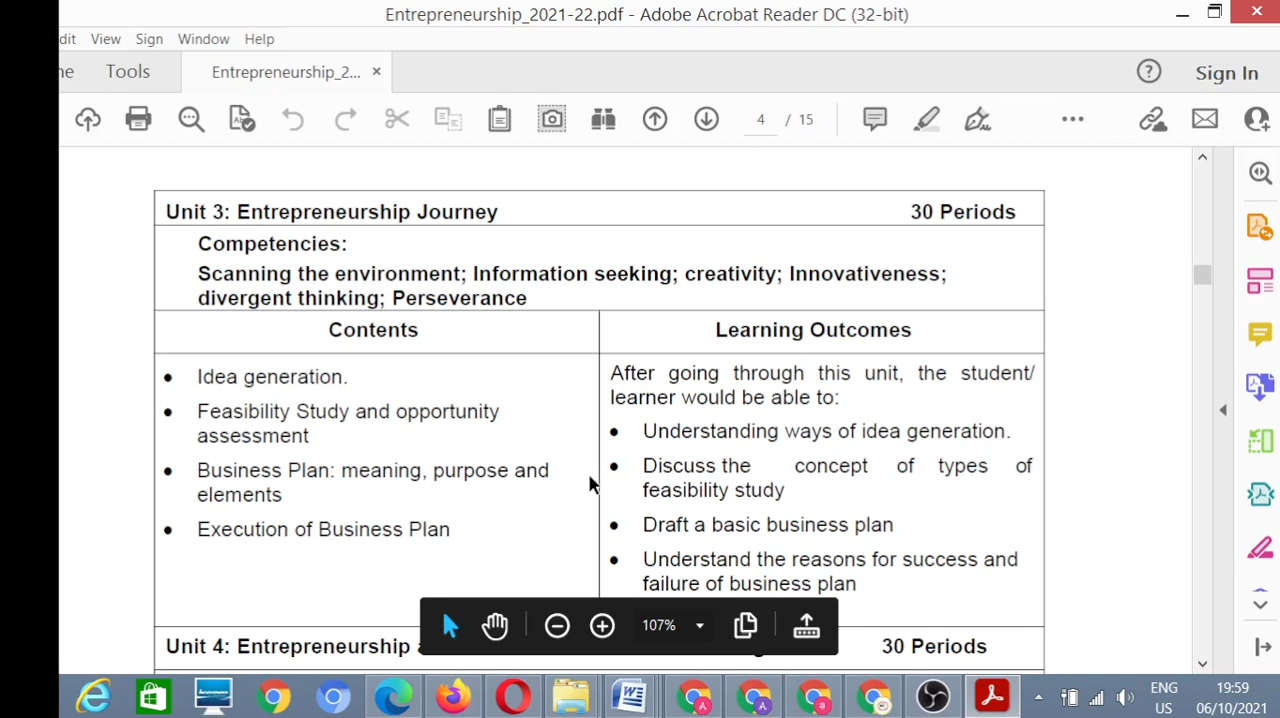 Entrepreneurship_2021-22.pdf - Adobe Acrobat Reader DC (32-bit)
dit View Sign Window Help
me Tools Entrepreneurship_2... × Sign In
4 / 15
Unit 3: Entrepreneurship Journey 30 Periods
Competencies:
Scanning the environment; Information seeking; creativity; Innovativeness;
divergent thinking; Perseverance
Contents Learning Outcomes
• Idea generation.
• Feasibility Study and opportunity
assessment
• Business Plan: meaning, purpose and
elements
• Execution of Business Plan
After going through this unit, the student/
learner would be able to:
• Understanding ways of idea generation.
• Discuss the concept of types of
feasibility study
• Draft a basic business plan
• Understand the reasons for success and
failure of business plan
107%
Unit 4: Entrepreneurship 30 Periods
ENG 19:59
US 06/10/2021